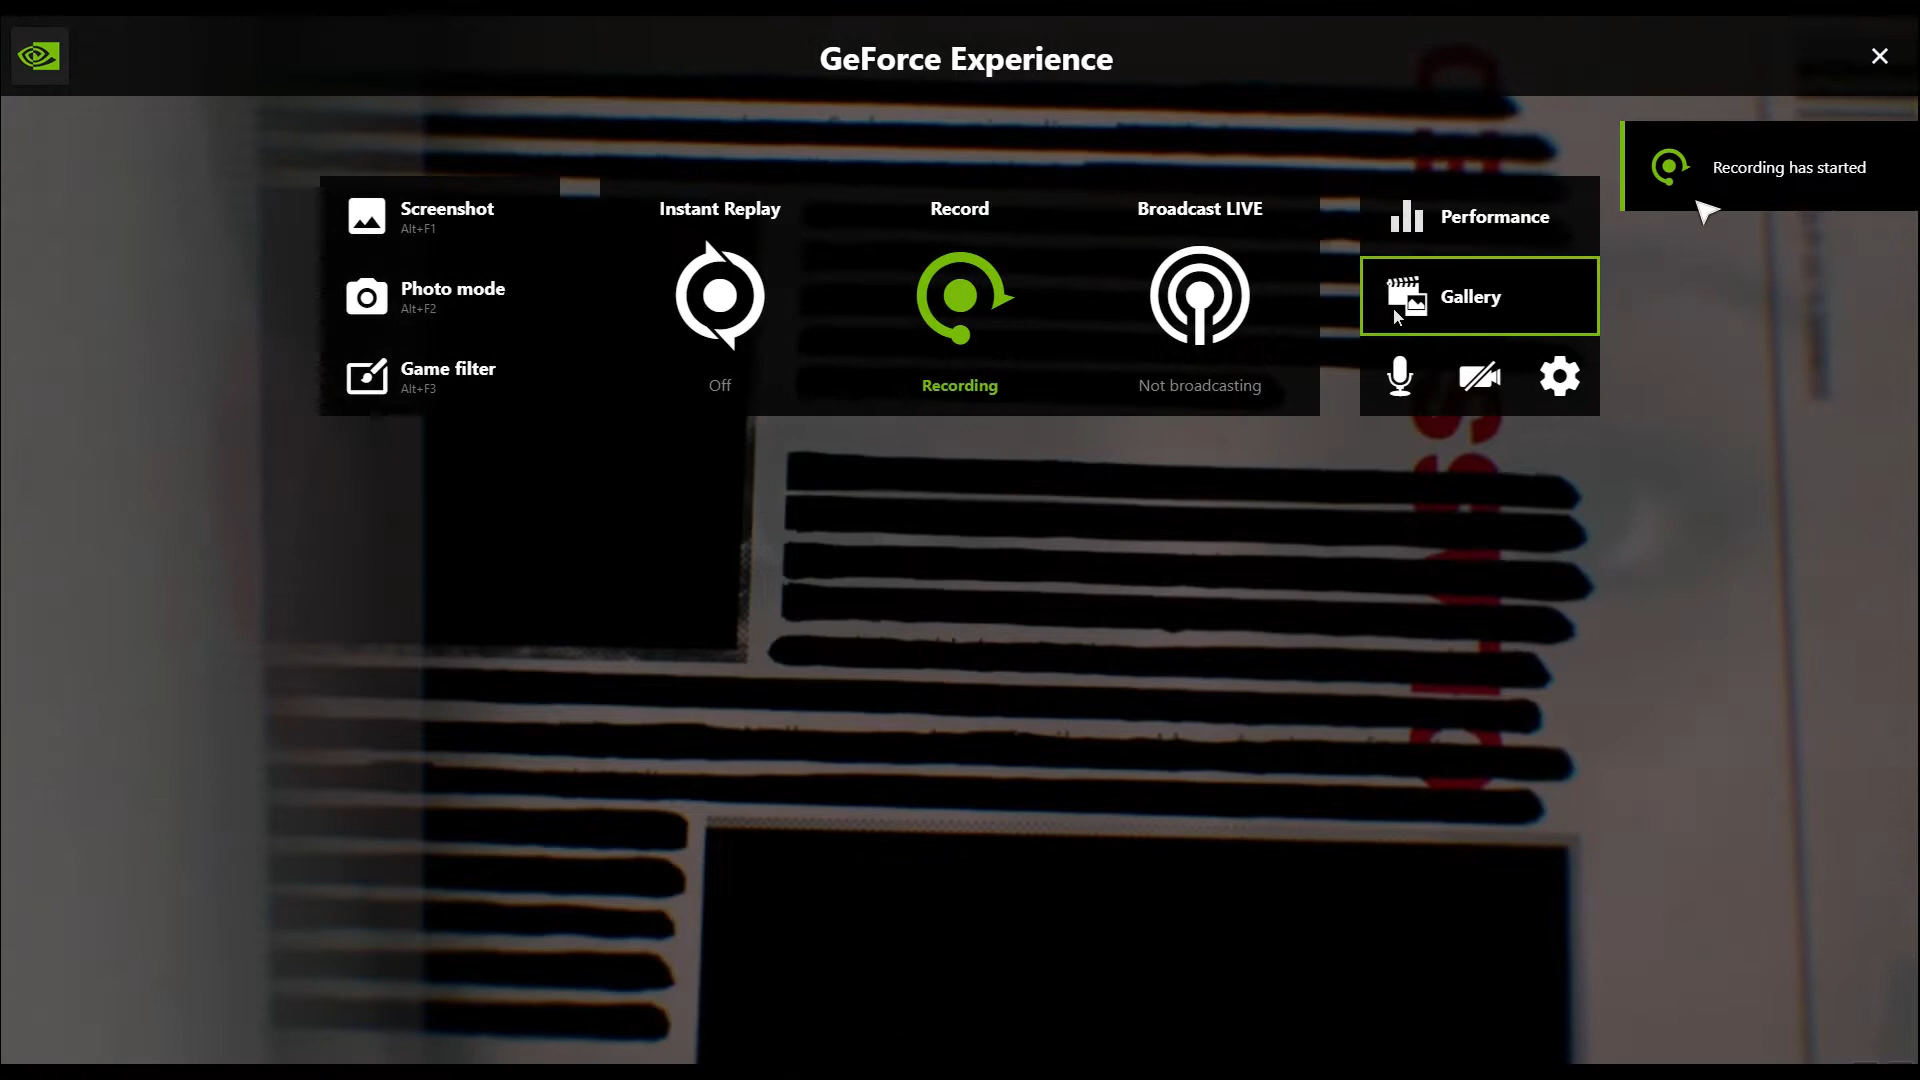 GeForce Experience
Recording has started
Screenshot
Alt+F1
Photo mode
Alt+F2
Game filter
Alt+F3
Instant Replay
Off
Record
Recording
Broadcast LIVE
Not broadcasting
Performance
Gallery